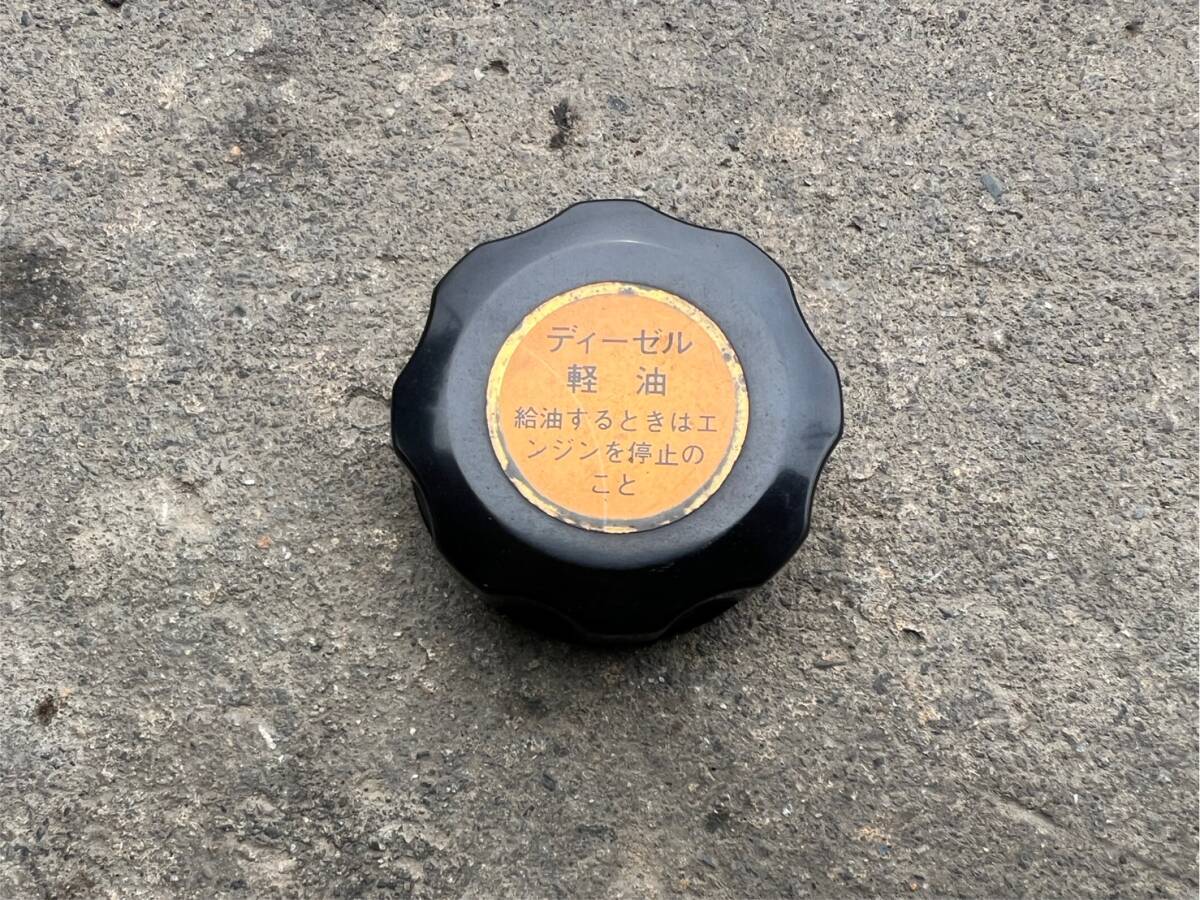 ディーゼル
軽 油
給油するときはエ
ンジンを停止の
こと